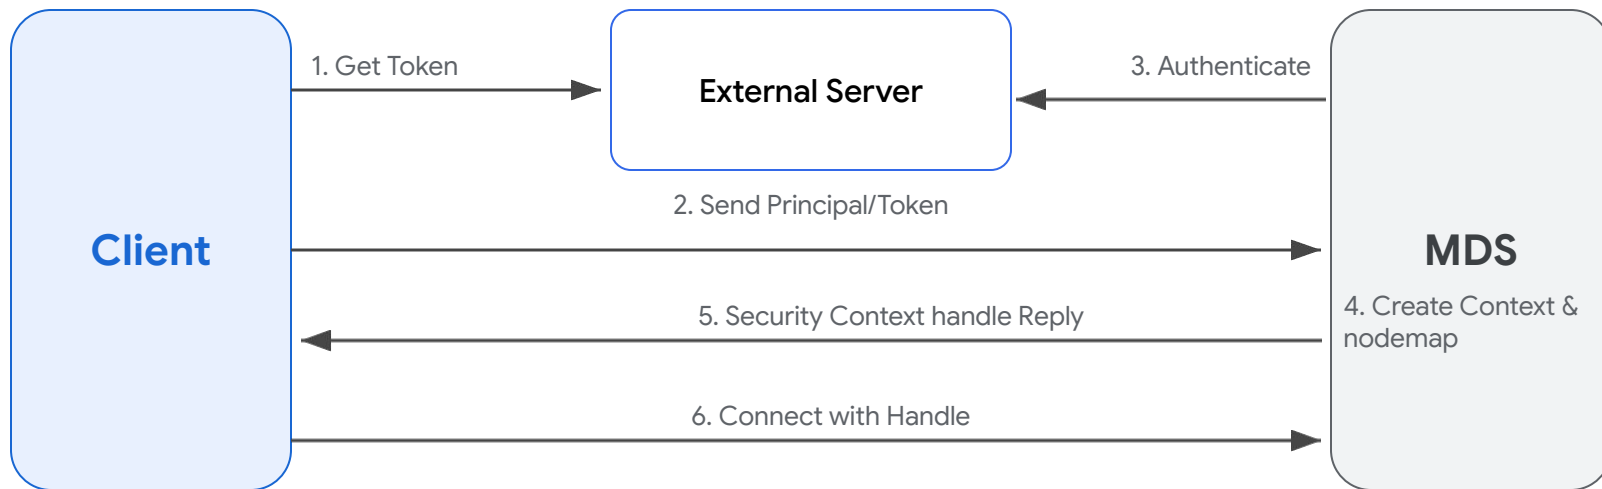 1. Get Token
External Server
3. Authenticate
2. Send Principal/Token
Client
MDS
4. Create Context &
nodemap
5. Security Context handle Reply
6. Connect with Handle